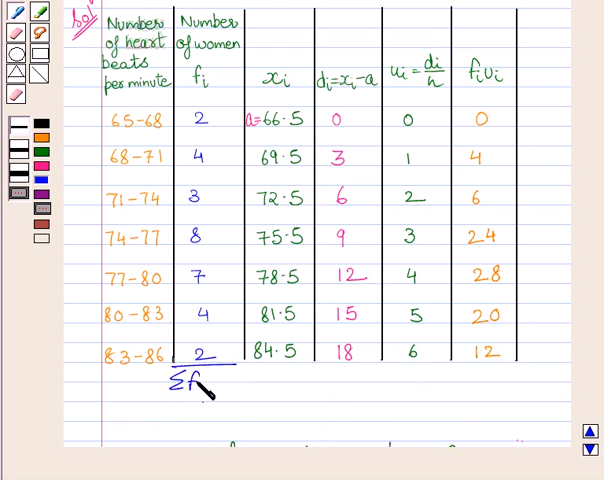 Sol
Number of heart beats per minute | Number of women fi | xi | di=xi-a | ui=di/h | fiui
65-68 2 a=66.5 0 0 0
68-71 4 69.5 3 1 4
71-74 3 72.5 6 2 6
74-77 8 75.5 9 3 24
77-80 7 78.5 12 4 28
80-83 4 81.5 15 5 20
83-86 2 84.5 18 6 12
Σf